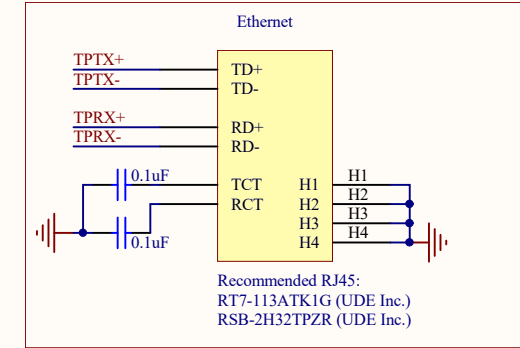 Ethernet
TPTX+
TD+
TPTX-
TD-
TPRX+
RD+
TPRX-
RD-
0.1uF
TCT
H1
H1
RCT
H2
H2
H3
H3
0.1uF
H4
H4
Recommended RJ45:
RT7-113ATK1G (UDE Inc.)
RSB-2H32TPZR (UDE Inc.)